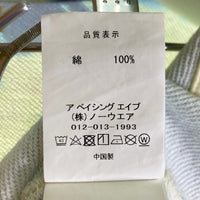 品質表示
綿 100%
ア ベイシング エイプ
(株) ノーウエア
012-013-1993
中国製